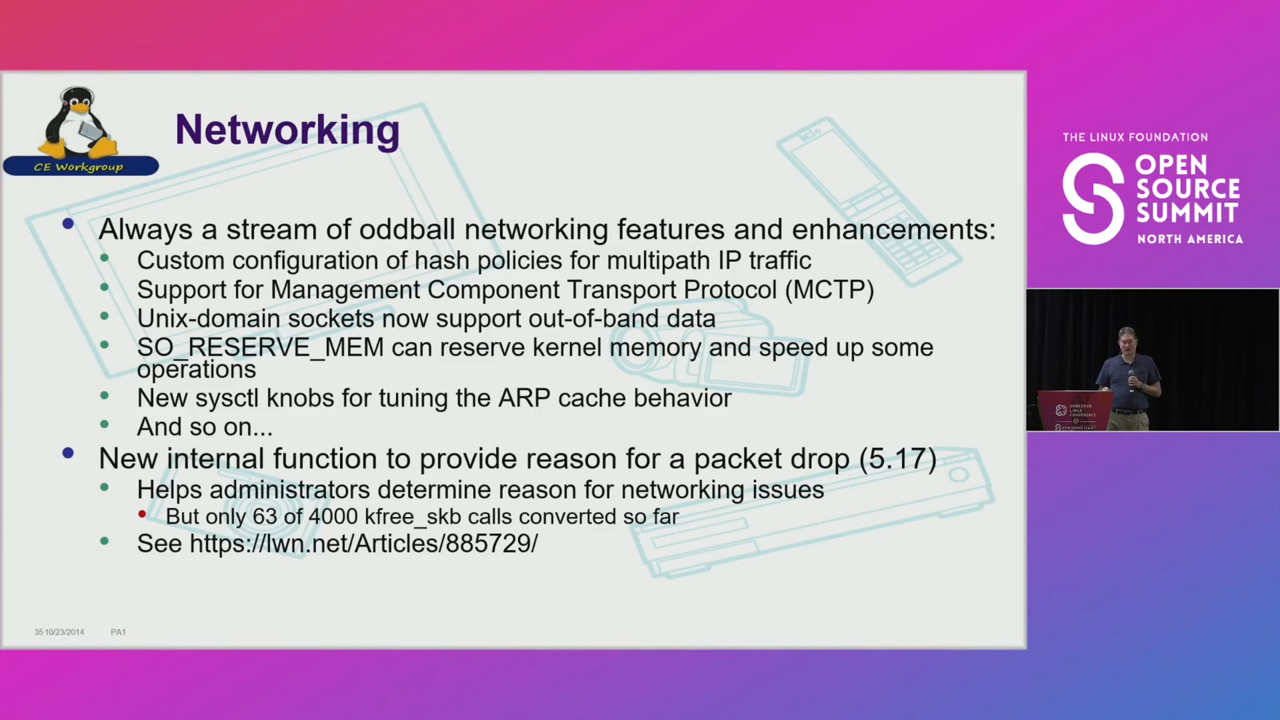 CE Workgroup
Networking
Always a stream of oddball networking features and enhancements:
Custom configuration of hash policies for multipath IP traffic
Support for Management Component Transport Protocol (MCTP)
Unix-domain sockets now support out-of-band data
SO_RESERVE_MEM can reserve kernel memory and speed up some
operations
New sysctl knobs for tuning the ARP cache behavior
And so on...
New internal function to provide reason for a packet drop (5.17)
Helps administrators determine reason for networking issues
But only 63 of 4000 kfree_skb calls converted so far
See https://lwn.net/Articles/885729/
35 10/23/2014 PA1
THE LINUX FOUNDATION
OPEN
SOURCE
SUMMIT
NORTH AMERICA
EMBEDDED
LINUX
CONFERENCE